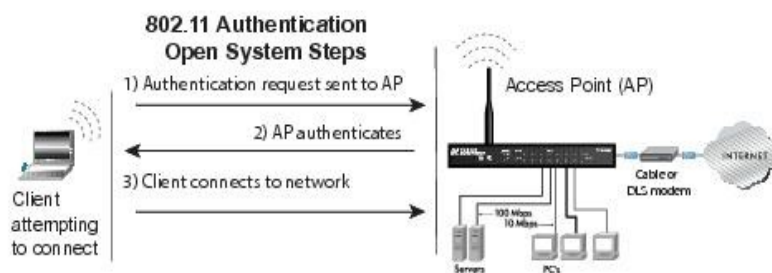 802.11 Authentication
Open System Steps
1) Authentication request sent to AP
Access Point (AP)
2) AP authenticates
3) Client connects to network
Client
attempting
to connect
INTERNET
Cable or
DLS modem
100 Mbps
10 Mbps
Servers
PC's